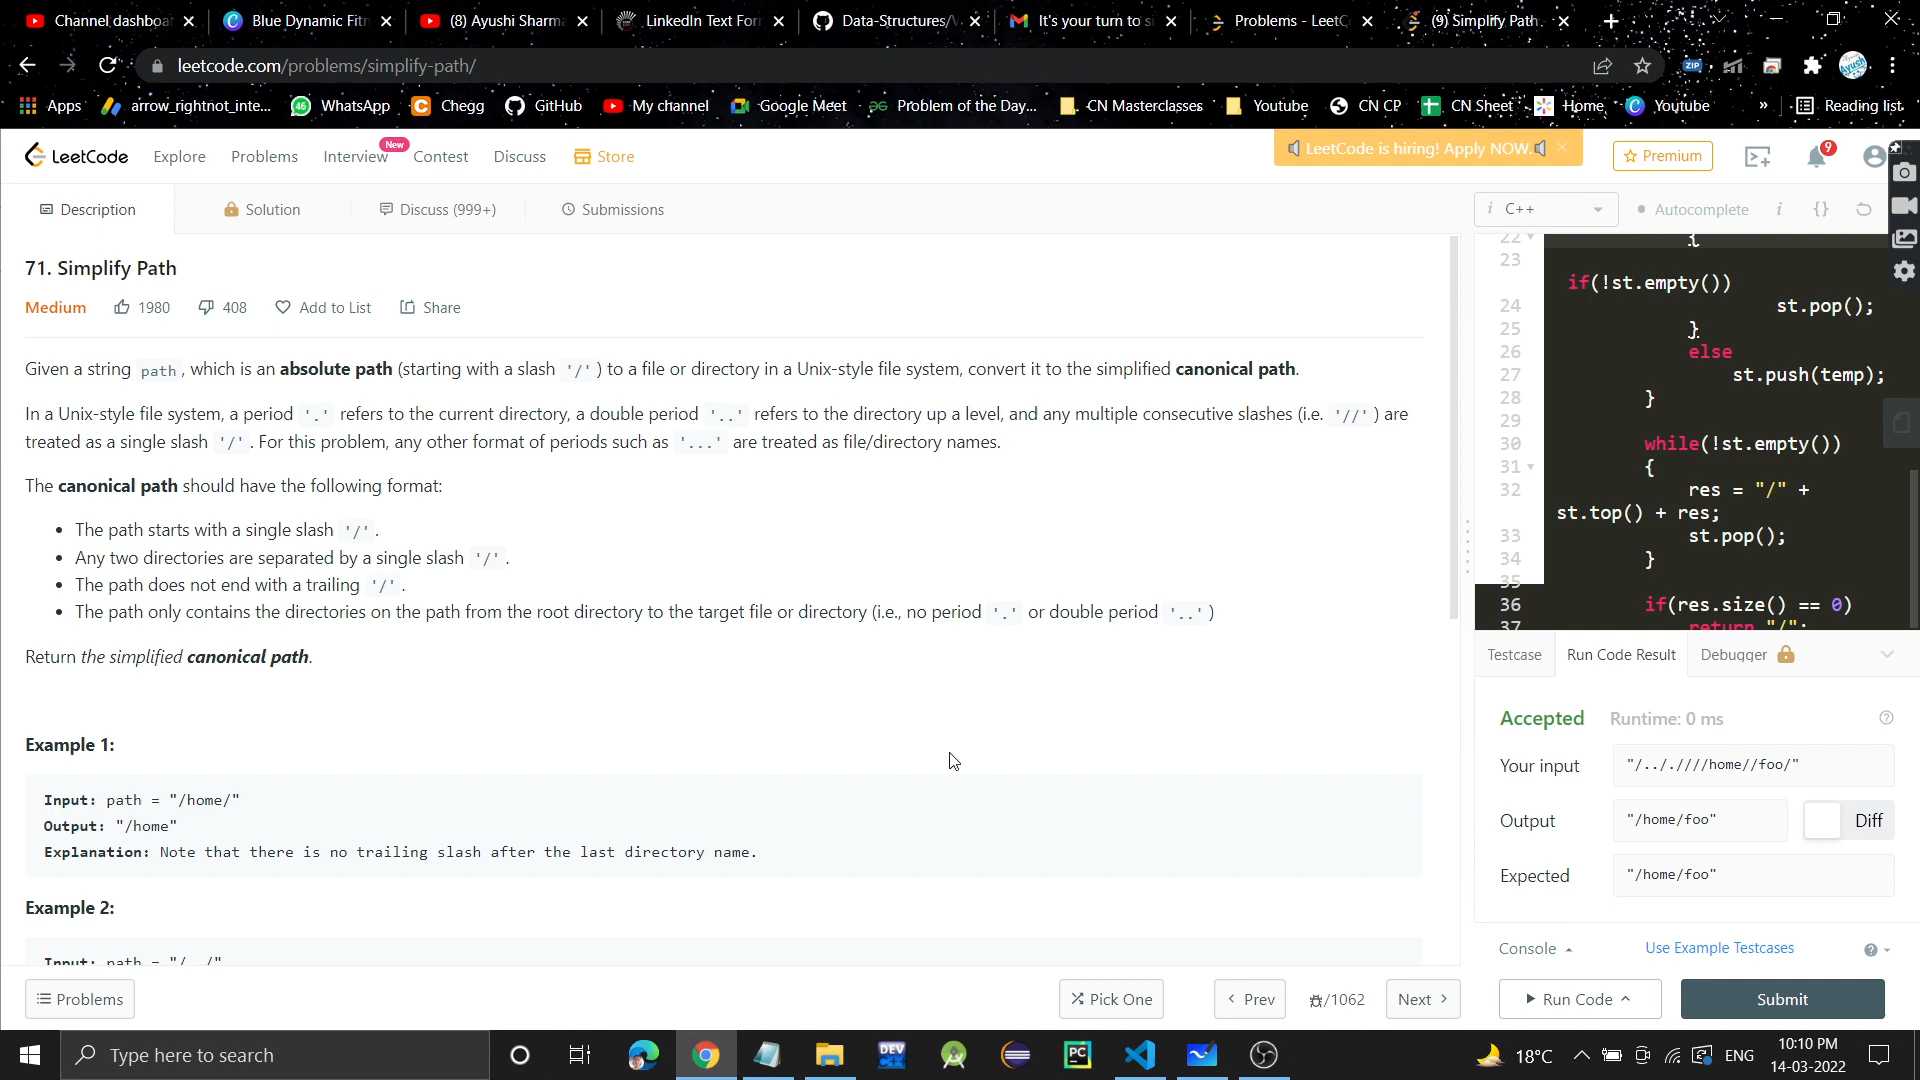 Channel dashboa
Blue Dynamic Fitn
(8) Ayushi Sharma
LinkedIn Text For
Data-Structures/
It's your turn to s
Problems - LeetC
(9) Simplify Path
leetcode.com/problems/simplify-path/
ZIP
Apps
arrow_rightnot_inte...
46
WhatsApp
Chegg
GitHub
My channel
Google Meet
Problem of the Day...
CN Masterclasses
Youtube
CN CP
CN Sheet
Home
Youtube
»
Reading list
LeetCode
Explore
Problems
Interview
New
Contest
Discuss
Store
LeetCode is hiring! Apply NOW.
Premium
9
Description
Solution
Discuss (999+)
Submissions
i C++
Autocomplete
i
{}
71. Simplify Path
Medium
1980
408
Add to List
Share
Given a string path , which is an absolute path (starting with a slash '/' ) to a file or directory in a Unix-style file system, convert it to the simplified canonical path.
In a Unix-style file system, a period '.' refers to the current directory, a double period '..' refers to the directory up a level, and any multiple consecutive slashes (i.e. '//' ) are
treated as a single slash '/' . For this problem, any other format of periods such as '...' are treated as file/directory names.
The canonical path should have the following format:
• The path starts with a single slash '/' .
• Any two directories are separated by a single slash '/' .
• The path does not end with a trailing '/' .
• The path only contains the directories on the path from the root directory to the target file or directory (i.e., no period '.' or double period '..' )
Return the simplified canonical path.
Example 1:
Input: path = "/home/"
Output: "/home"
Explanation: Note that there is no trailing slash after the last directory name.
Example 2:
Input: path = "/../"
22 {
23
if(!st.empty())
24 st.pop();
25 }
26 else
27 st.push(temp);
28 }
29
30 while(!st.empty())
31 {
32 res = "/" +
st.top() + res;
33 st.pop();
34 }
35
36 if(res.size() == 0)
37 return "/";
Testcase
Run Code Result
Debugger
Accepted
Runtime: 0 ms
Your input
"/.././///home//foo/"
Output
"/home/foo"
Diff
Expected
"/home/foo"
Console
Use Example Testcases
Problems
Pick One
Prev
/1062
Next
Run Code
Submit
Type here to search
DEV
PC
18°C
ENG
10:10 PM
14-03-2022